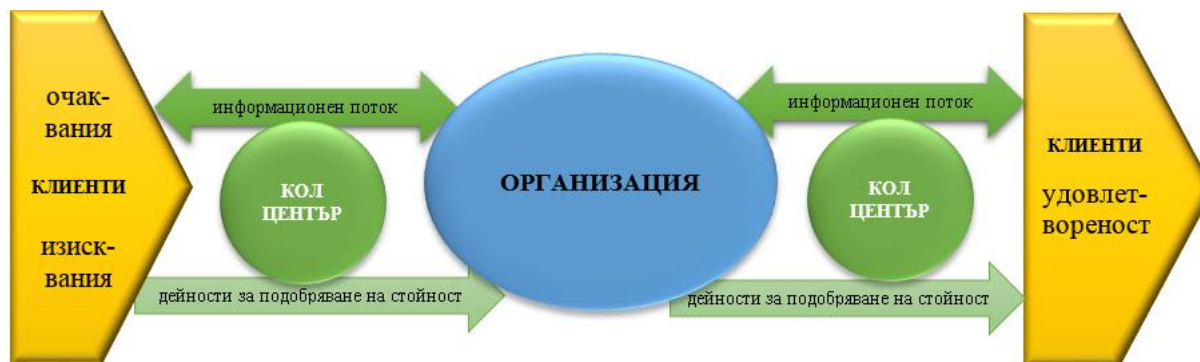 очак-
вания
КЛИЕНТИ
изиск-
вания
информационен поток
КОЛ
ЦЕНТЪР
дейности за подобряване на стойност
ОРГАНИЗАЦИЯ
информационен поток
КОЛ
ЦЕНТЪР
дейности за подобряване на стойност
КЛИЕНТИ
удовлет-
вореност